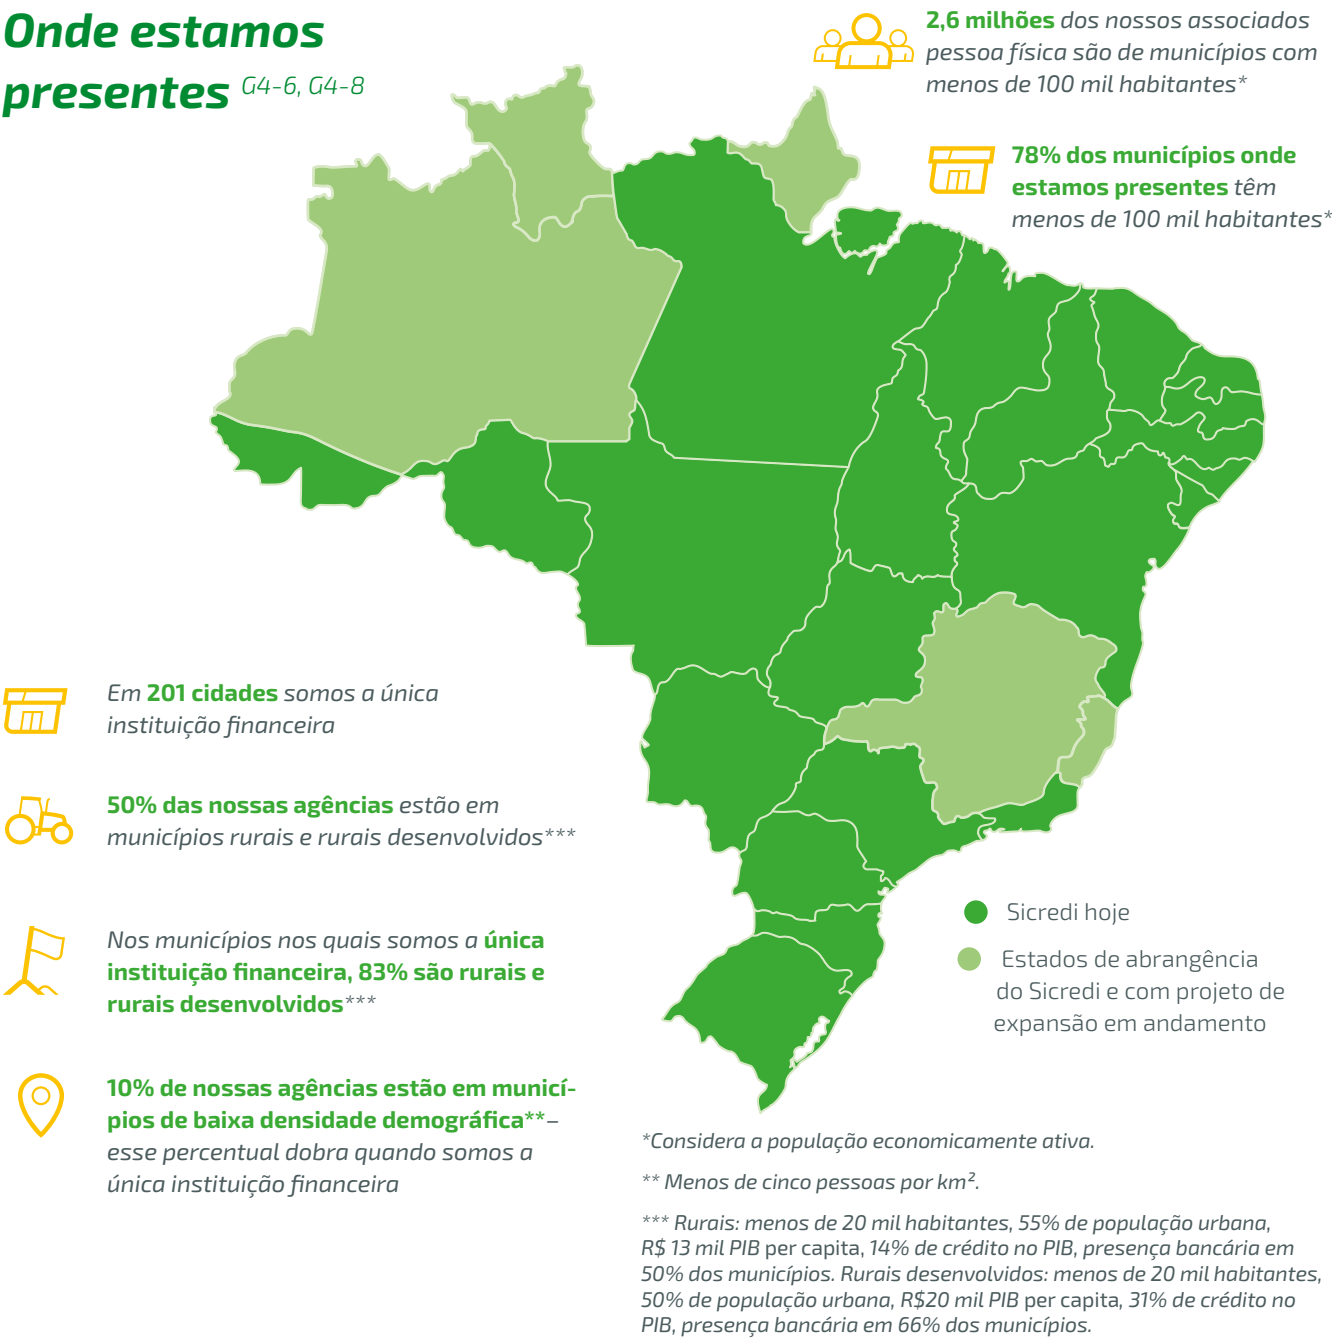 Onde estamos
presentes G4-6, G4-8
2,6 milhões dos nossos associados
pessoa física são de municípios com
menos de 100 mil habitantes*
78% dos municípios onde
estamos presentes têm
menos de 100 mil habitantes*
Em 201 cidades somos a única
instituição financeira
50% das nossas agências estão em
municípios rurais e rurais desenvolvidos***
Nos municípios nos quais somos a única
instituição financeira, 83% são rurais e
rurais desenvolvidos***
10% de nossas agências estão em municí-
pios de baixa densidade demográfica**–
esse percentual dobra quando somos a
única instituição financeira
Sicredi hoje
Estados de abrangência
do Sicredi e com projeto de
expansão em andamento
*Considera a população economicamente ativa.
** Menos de cinco pessoas por km².
*** Rurais: menos de 20 mil habitantes, 55% de população urbana,
R$ 13 mil PIB per capita, 14% de crédito no PIB, presença bancária em
50% dos municípios. Rurais desenvolvidos: menos de 20 mil habitantes,
50% de população urbana, R$20 mil PIB per capita, 31% de crédito no
PIB, presença bancária em 66% dos municípios.